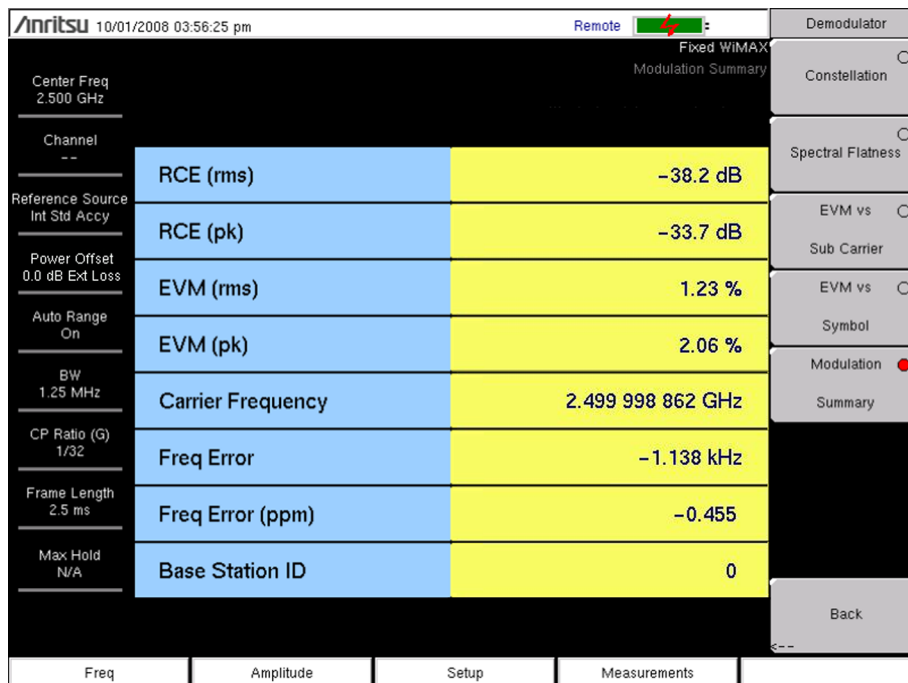 Anritsu 10/01/2008 03:56:25 pm
Remote
Demodulator
Fixed WiMAX
Modulation Summary
Center Freq
2.500 GHz
Channel
--
Reference Source
Int Std Accy
Power Offset
0.0 dB Ext Loss
Auto Range
On
BW
1.25 MHz
CP Ratio (G)
1/32
Frame Length
2.5 ms
Max Hold
N/A
RCE (rms) -38.2 dB
RCE (pk) -33.7 dB
EVM (rms) 1.23 %
EVM (pk) 2.06 %
Carrier Frequency 2.499 998 862 GHz
Freq Error -1.138 kHz
Freq Error (ppm) -0.455
Base Station ID 0
Constellation
Spectral Flatness
EVM vs
Sub Carrier
EVM vs
Symbol
Modulation
Summary
Back
<--
Freq Amplitude Setup Measurements